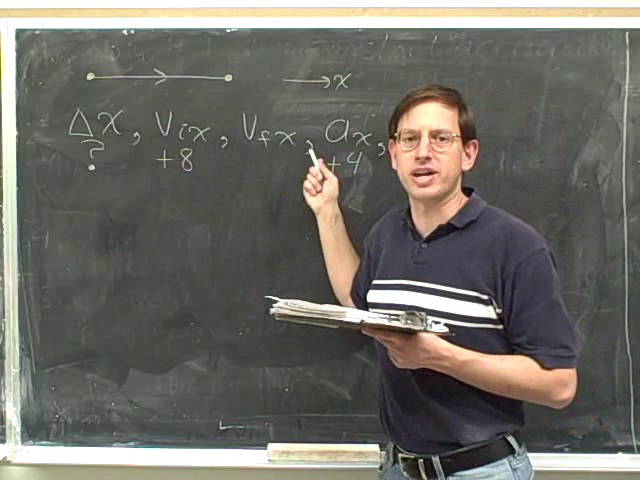 x
Δx, vix, vfx, ax,
? +8 +4